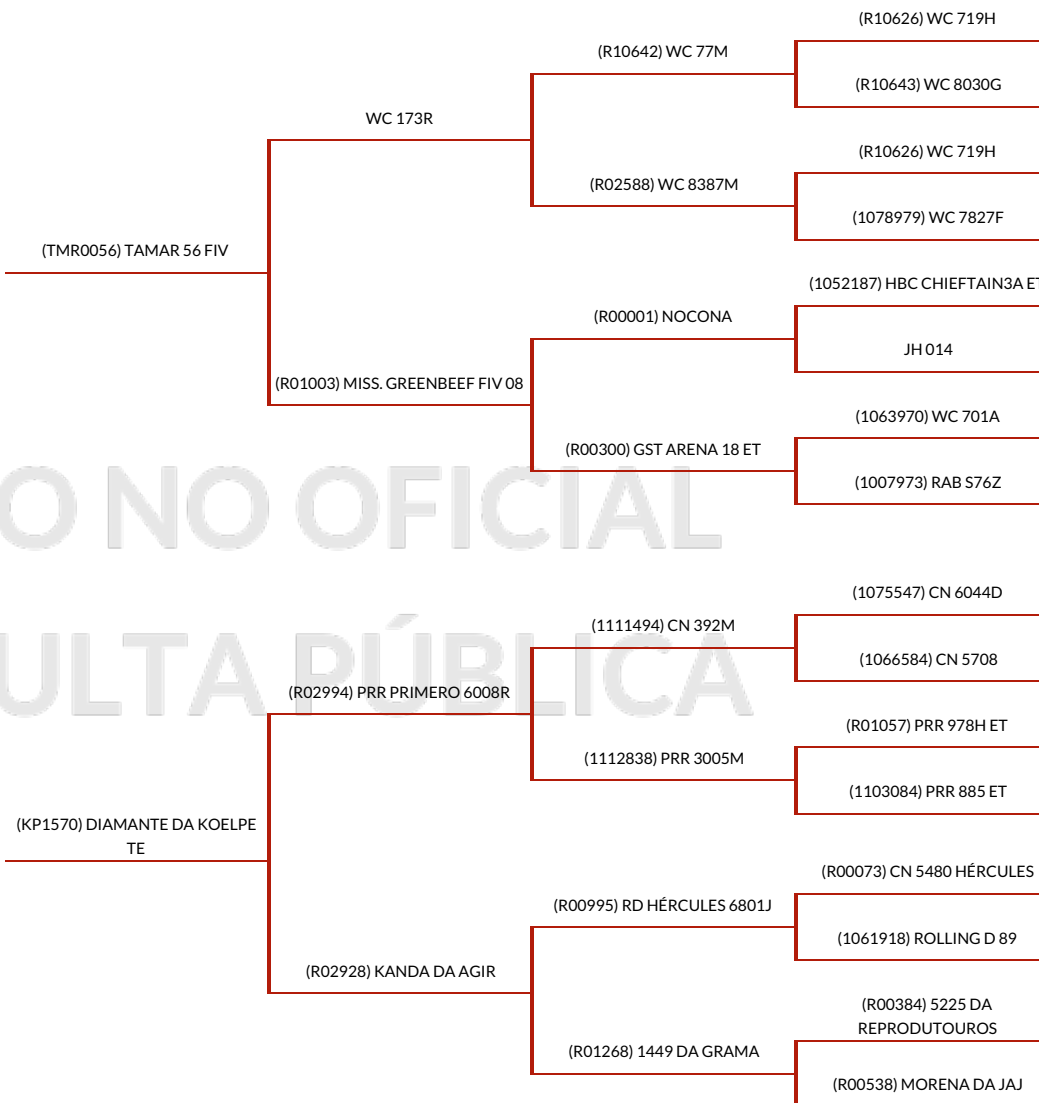 (R10626) WC 719H
(R10642) WC 77M
(R10643) WC 8030G
WC 173R
(R10626) WC 719H
(R02588) WC 8387M
(1078979) WC 7827F
(TMR0056) TAMAR 56 FIV
(1052187) HBC CHIEFTAIN3A ET
(R00001) NOCONA
JH 014
(R01003) MISS. GREENBEEF FIV 08
(1063970) WC 701A
(R00300) GST ARENA 18 ET
(1007973) RAB S76Z
O NO OFICIAL
(1075547) CN 6044D
(1111494) CN 392M
(1066584) CN 5708
ULTA PÚBLICA
(R02994) PRR PRIMERO 6008R
(R01057) PRR 978H ET
(1112838) PRR 3005M
(1103084) PRR 885 ET
(KP1570) DIAMANTE DA KOELPE
TE
(R00073) CN 5480 HÉRCULES
(R00995) RD HÉRCULES 6801J
(1061918) ROLLING D 89
(R02928) KANDA DA AGIR
(R00384) 5225 DA
REPRODUTOUROS
(R01268) 1449 DA GRAMA
(R00538) MORENA DA JAJ